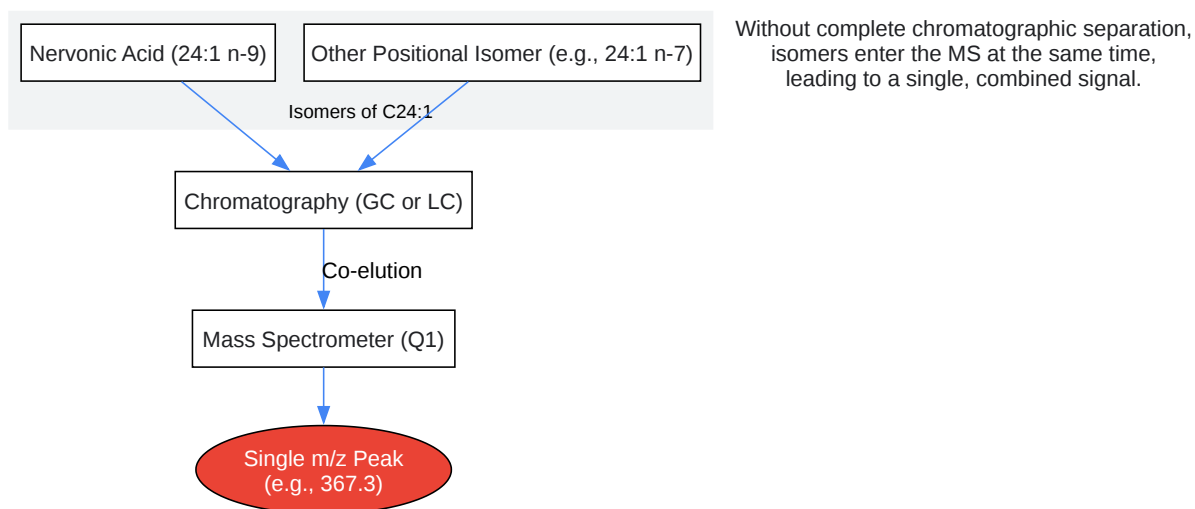 Nervonic Acid (24:1 n-9)
Other Positional Isomer (e.g., 24:1 n-7)
Isomers of C24:1
Without complete chromatographic separation,
isomers enter the MS at the same time,
leading to a single, combined signal.
Chromatography (GC or LC)
Co-elution
Mass Spectrometer (Q1)
Single m/z Peak
(e.g., 367.3)